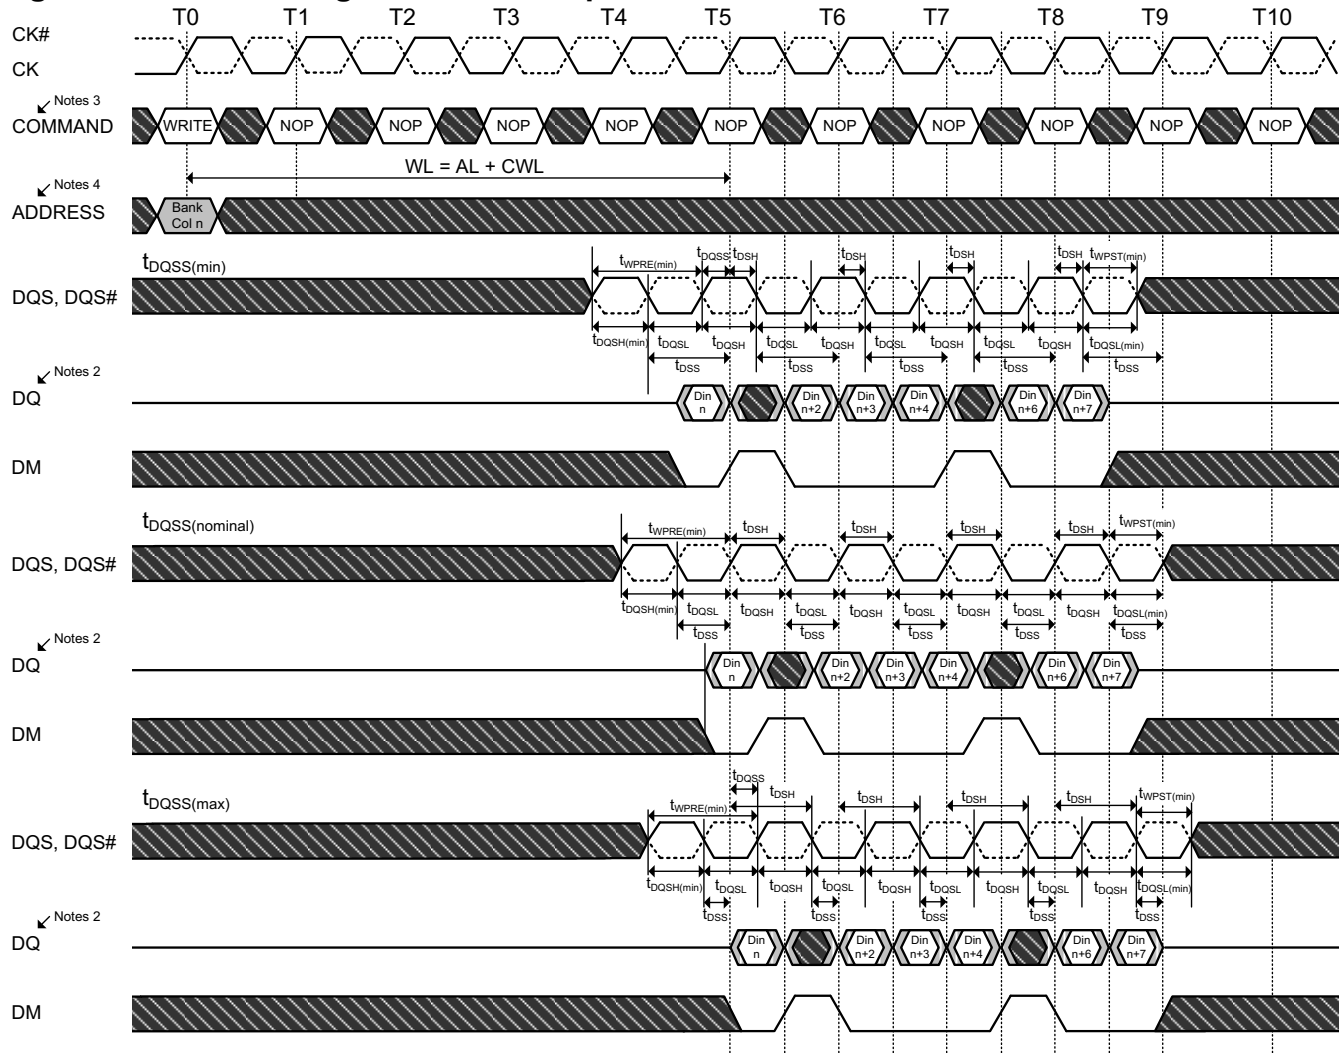 T0 T1 T2 T3 T4 T5 T6 T7 T8 T9 T10
CK#
CK
Notes 3
COMMAND WRITE NOP NOP NOP NOP NOP NOP NOP NOP NOP NOP
WL = AL + CWL
Notes 4
ADDRESS Bank Col n
tDQSS(min) tWPRE(min) tDQSS tDSH tDSH tDSH tDSH tWPST(min)
DQS, DQS#
tDQSH(min) tDQSL tDQSH tDQSL tDQSH tDQSL tDQSH tDQSL tDQSH tDQSL(min)
tDSS tDSS tDSS tDSS tDSS
Notes 2
DQ Din n Din n+2 Din n+3 Din n+4 Din n+6 Din n+7
DM
tDQSS(nominal) tWPRE(min) tDSH tDSH tDSH tDSH tWPST(min)
DQS, DQS#
tDQSH(min) tDQSL tDQSH tDQSL tDQSH tDQSL tDQSH tDQSL tDQSH tDQSL(min)
tDSS tDSS tDSS tDSS tDSS
Notes 2
DQ Din n Din n+2 Din n+3 Din n+4 Din n+6 Din n+7
DM
tDQSS
tDQSS(max) tWPRE(min) tDSH tDSH tDSH tDSH tWPST(min)
DQS, DQS#
tDQSH(min) tDQSL tDQSH tDQSL tDQSH tDQSL tDQSH tDQSL tDQSH tDQSL(min)
tDSS tDSS tDSS tDSS tDSS
Notes 2
DQ Din n Din n+2 Din n+3 Din n+4 Din n+6 Din n+7
DM